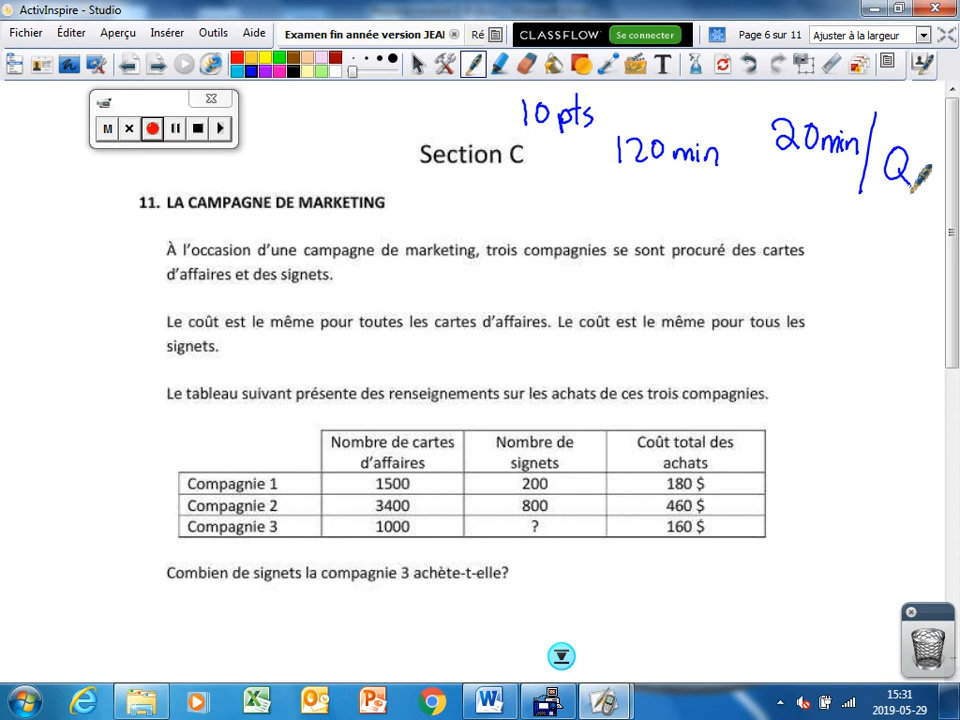 ActivInspire - Studio
Fichier Éditer Aperçu Insérer Outils Aide
Examen fin année version JEAI Ré CLASSFLOW Se connecter Page 6 sur 11 Ajuster à la largeur
M
10 pts
120 min
20 min / Q
Section C
11. LA CAMPAGNE DE MARKETING
À l'occasion d'une campagne de marketing, trois compagnies se sont procuré des cartes
d'affaires et des signets.
Le coût est le même pour toutes les cartes d'affaires. Le coût est le même pour tous les
signets.
Le tableau suivant présente des renseignements sur les achats de ces trois compagnies.
Nombre de cartes d'affaires Nombre de signets Coût total des achats
Compagnie 1 1500 200 180 $
Compagnie 2 3400 800 460 $
Compagnie 3 1000 ? 160 $
Combien de signets la compagnie 3 achète-t-elle?
15:31
2019-05-29